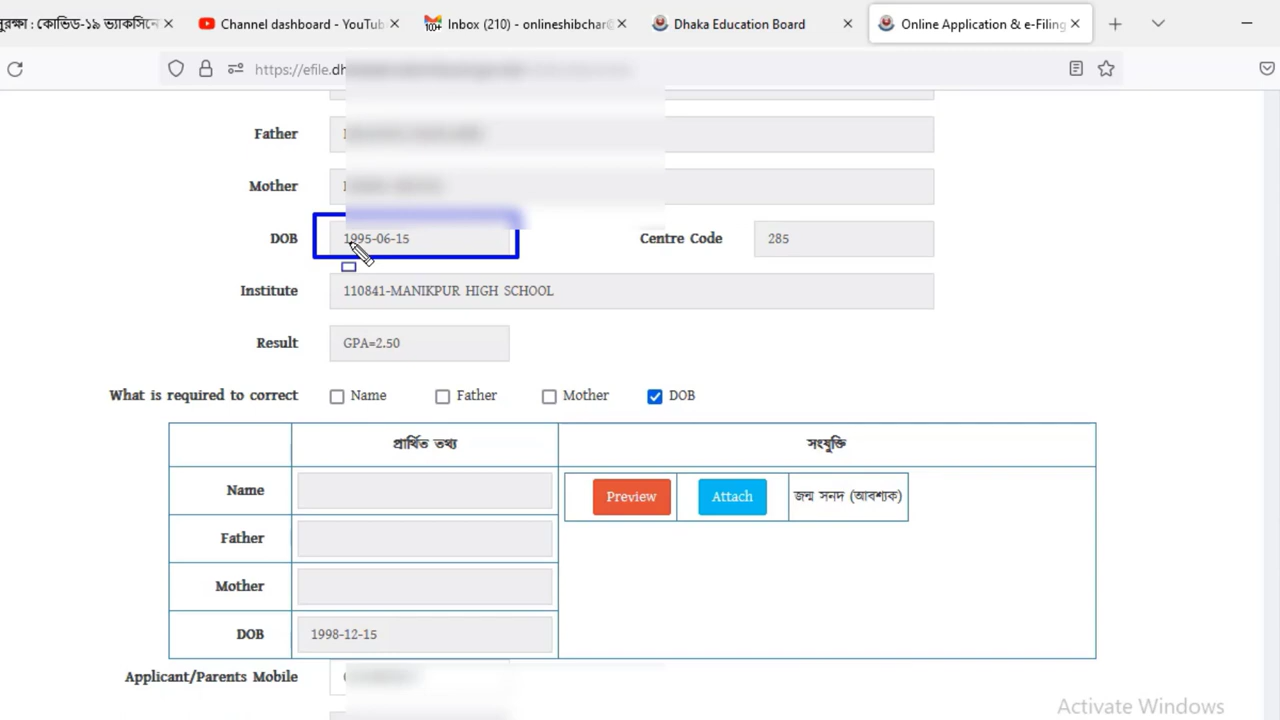 সুরক্ষা : কোভিড-১৯ ভ্যাকসিনে
Channel dashboard - YouTub
Inbox (210) - onlineshibchar
Dhaka Education Board
Online Application & e-Filing
https://efile.dh
Father
Mother
DOB 1995-06-15 Centre Code 285
Institute 110841-MANIKPUR HIGH SCHOOL
Result GPA=2.50
What is required to correct Name Father Mother DOB
প্রার্থিত তথ্য সংযুক্তি
Name Preview Attach জন্ম সনদ (আবশ্যক)
Father
Mother
DOB 1998-12-15
Applicant/Parents Mobile
Activate Windows